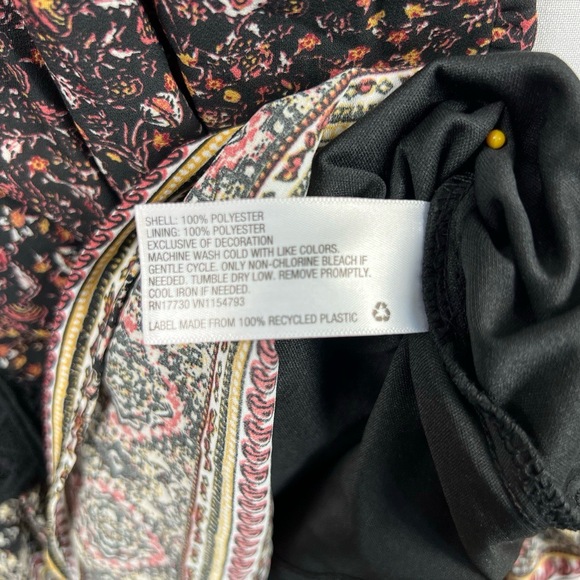 SHELL: 100% POLYESTER
LINING: 100% POLYESTER
EXCLUSIVE OF DECORATION
MACHINE WASH COLD WITH LIKE COLORS.
GENTLE CYCLE. ONLY NON-CHLORINE BLEACH IF
NEEDED. TUMBLE DRY LOW. REMOVE PROMPTLY.
COOL IRON IF NEEDED.
RN17730 VN1154793
LABEL MADE FROM 100% RECYCLED PLASTIC